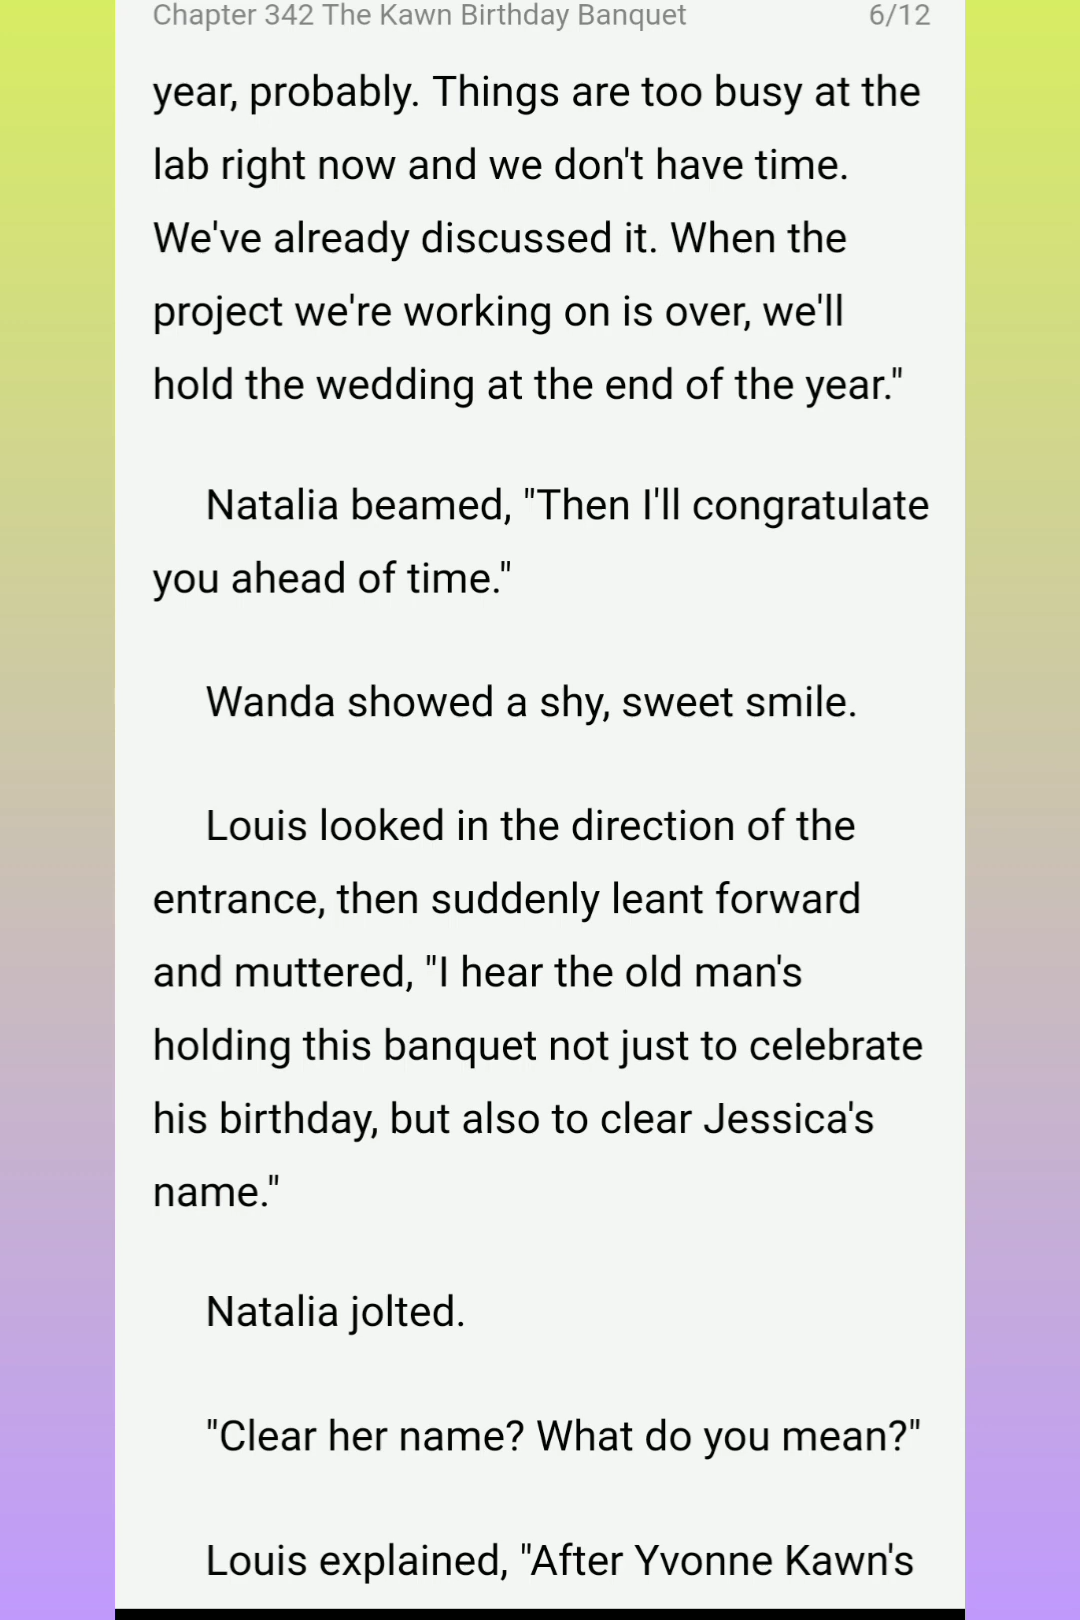 Chapter 342 The Kawn Birthday Banquet 6/12
year, probably. Things are too busy at the
lab right now and we don't have time.
We've already discussed it. When the
project we're working on is over, we'll
hold the wedding at the end of the year."
Natalia beamed, "Then I'll congratulate
you ahead of time."
Wanda showed a shy, sweet smile.
Louis looked in the direction of the
entrance, then suddenly leant forward
and muttered, "I hear the old man's
holding this banquet not just to celebrate
his birthday, but also to clear Jessica's
name."
Natalia jolted.
"Clear her name? What do you mean?"
Louis explained, "After Yvonne Kawn's